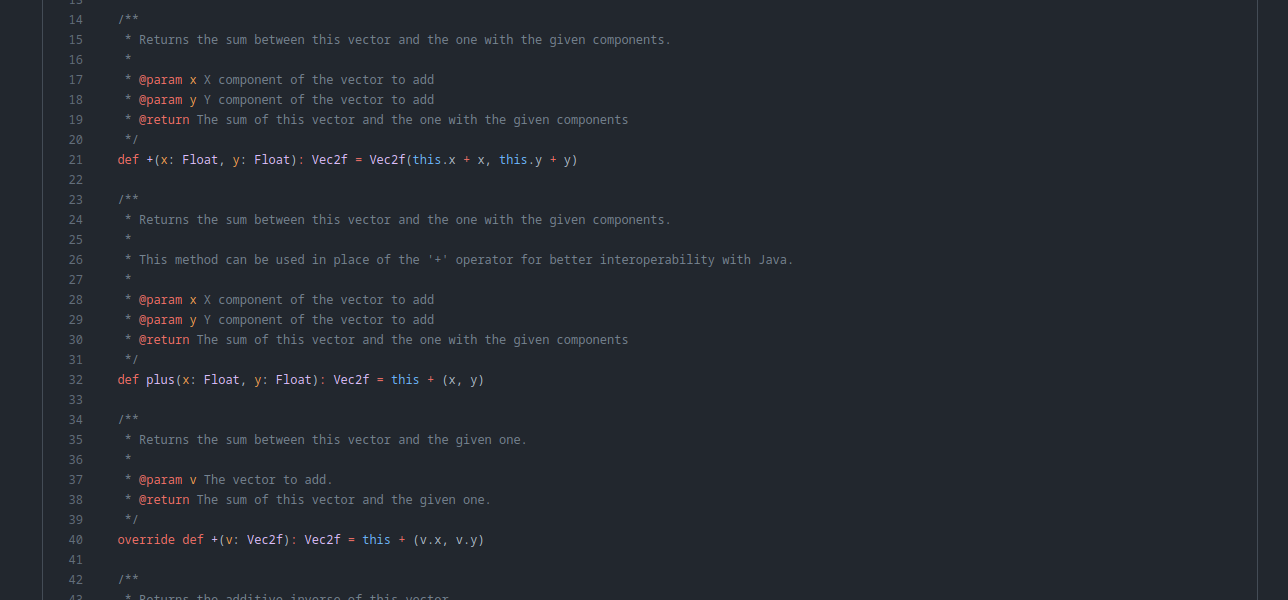 13
14 /**
15 * Returns the sum between this vector and the one with the given components.
16 *
17 * @param x X component of the vector to add
18 * @param y Y component of the vector to add
19 * @return The sum of this vector and the one with the given components
20 */
21 def +(x: Float, y: Float): Vec2f = Vec2f(this.x + x, this.y + y)
22
23 /**
24 * Returns the sum between this vector and the one with the given components.
25 *
26 * This method can be used in place of the '+' operator for better interoperability with Java.
27 *
28 * @param x X component of the vector to add
29 * @param y Y component of the vector to add
30 * @return The sum of this vector and the one with the given components
31 */
32 def plus(x: Float, y: Float): Vec2f = this + (x, y)
33
34 /**
35 * Returns the sum between this vector and the given one.
36 *
37 * @param v The vector to add.
38 * @return The sum of this vector and the given one.
39 */
40 override def +(v: Vec2f): Vec2f = this + (v.x, v.y)
41
42 /**
43 * Returns the additive inverse of this vector